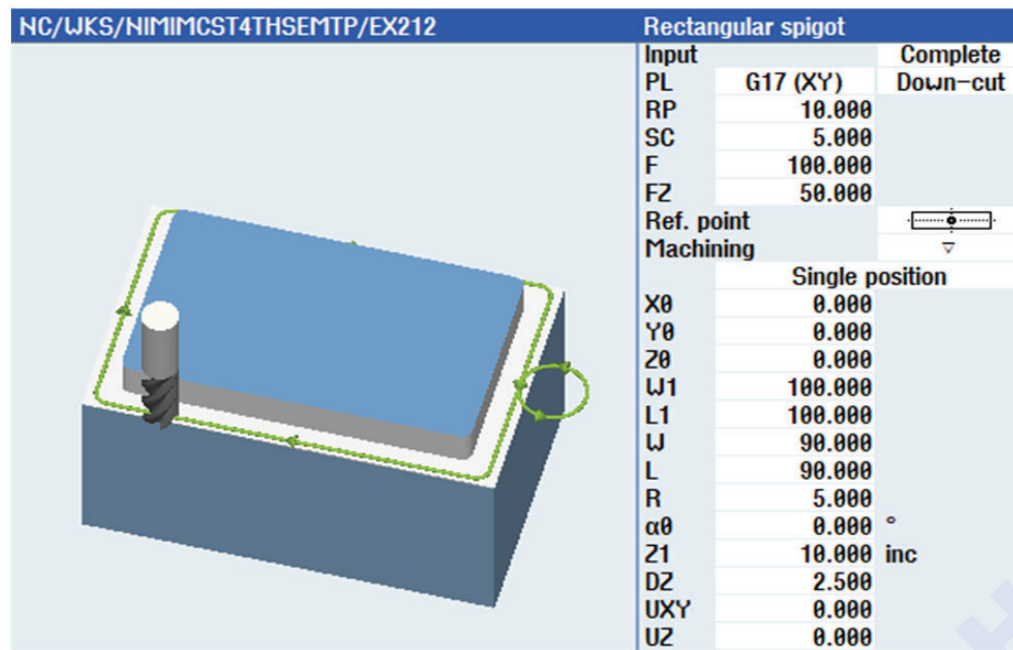 NC/WKS/NIMIMCST4THSEMTP/EX212
Rectangular spigot
Input Complete
PL G17 (XY) Down-cut
RP 10.000
SC 5.000
F 100.000
FZ 50.000
Ref. point
Machining ▽
Single position
X0 0.000
Y0 0.000
Z0 0.000
W1 100.000
L1 100.000
W 90.000
L 90.000
R 5.000
α0 0.000 °
Z1 10.000 inc
DZ 2.500
UXY 0.000
UZ 0.000